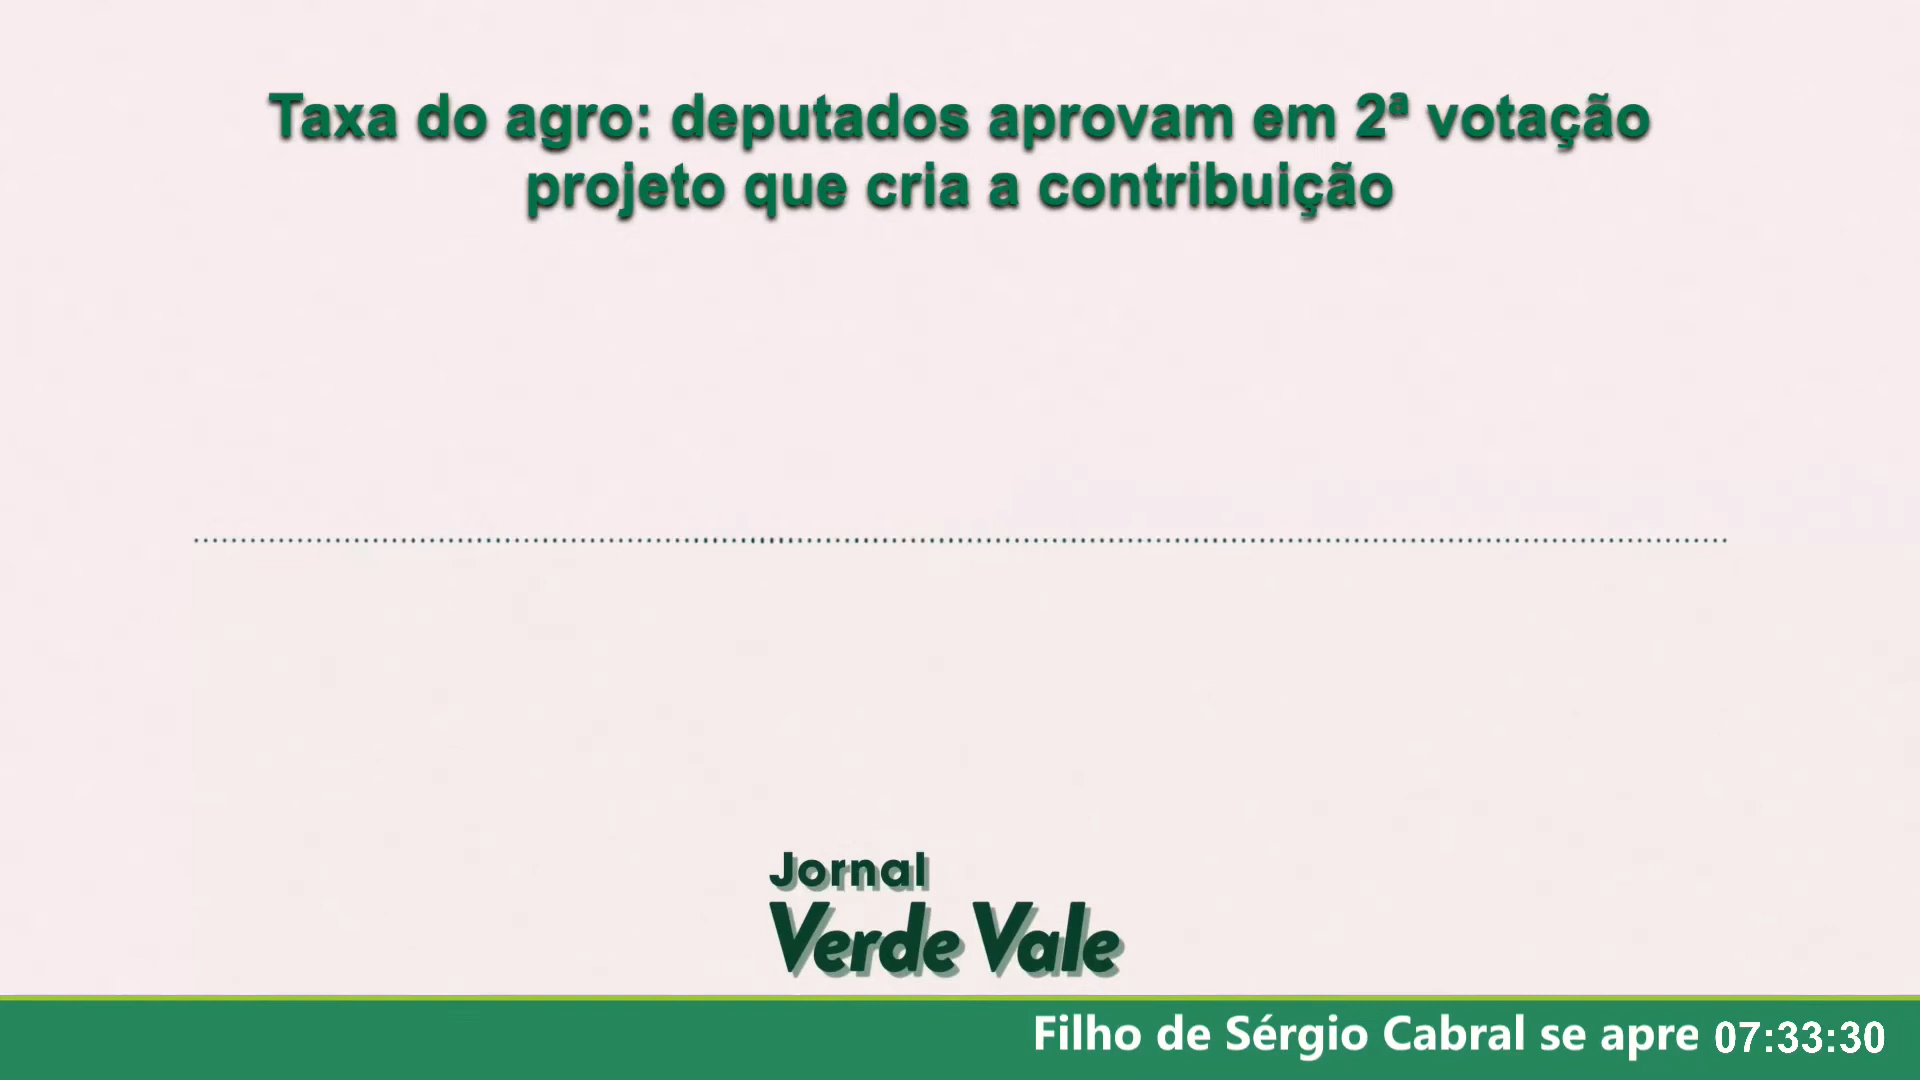 Taxa do agro: deputados aprovam em 2ª votação
projeto que cria a contribuição
Jornal
Verde Vale
Filho de Sérgio Cabral se apre 07:33:30